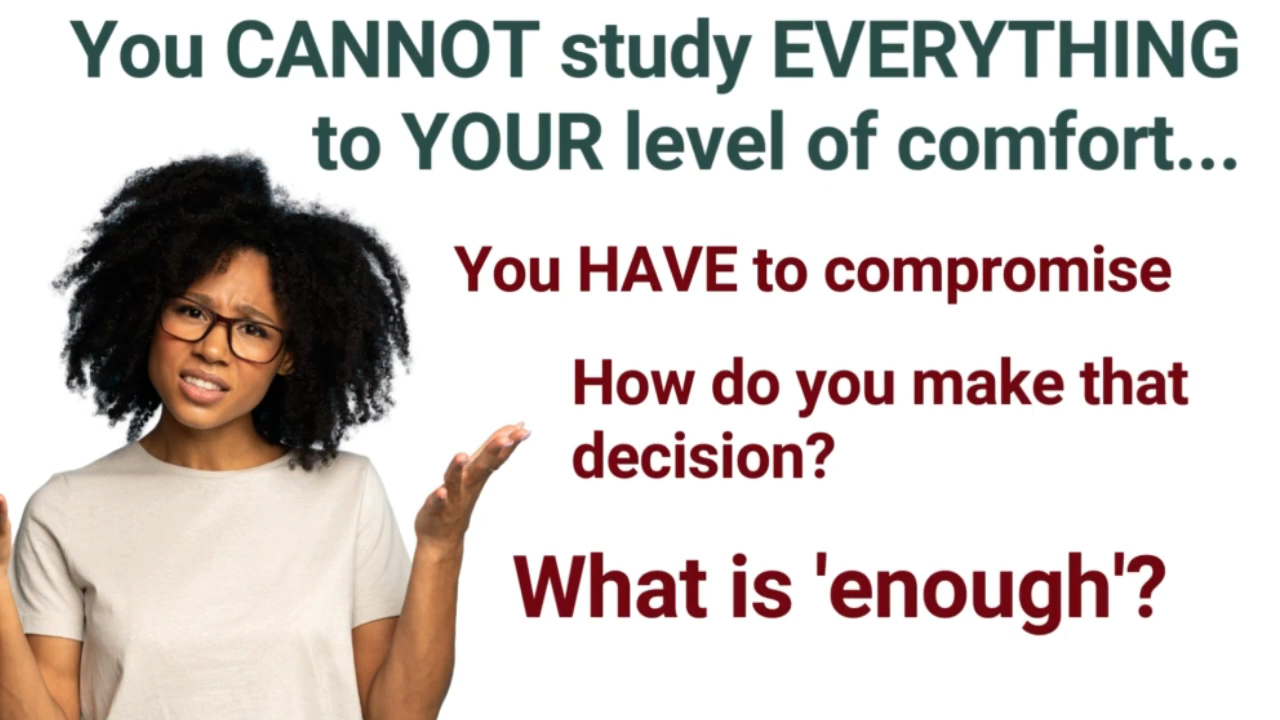 You CANNOT study EVERYTHING
to YOUR level of comfort...
You HAVE to compromise
How do you make that
decision?
What is 'enough'?